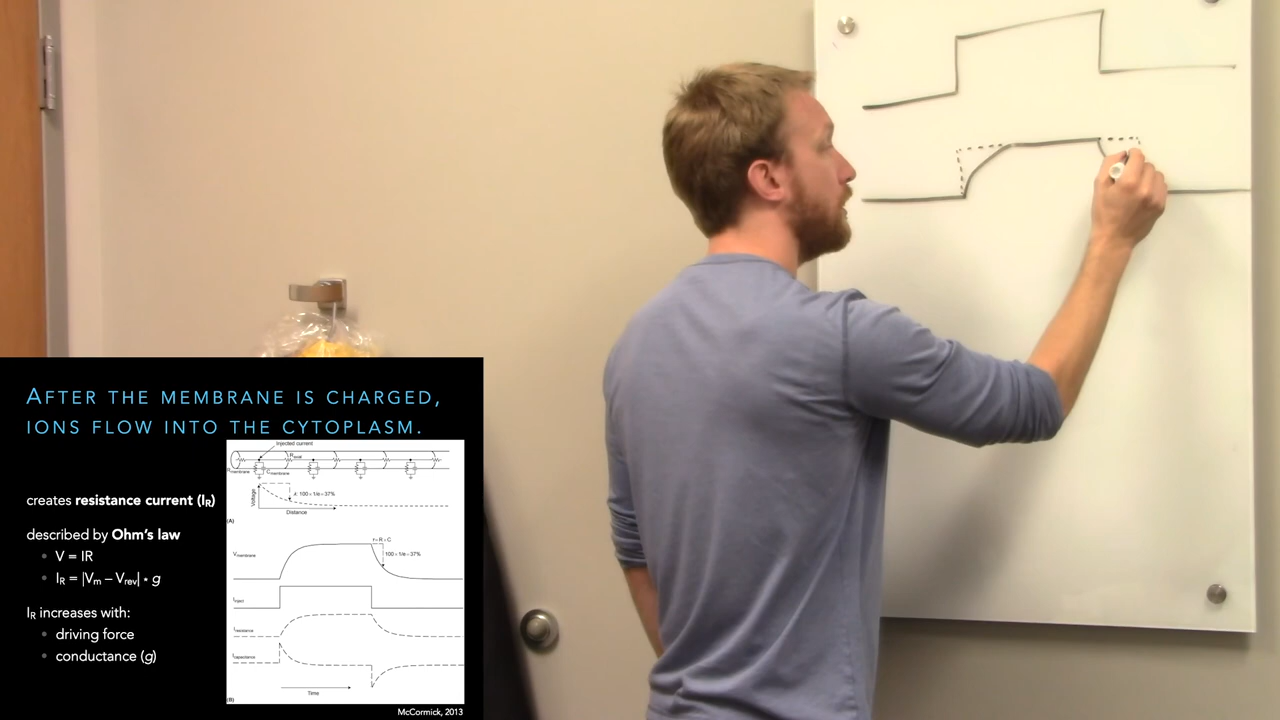 AFTER THE MEMBRANE IS CHARGED,
IONS FLOW INTO THE CYTOPLASM.
creates resistance current (I_R)
described by Ohm's law
• V = IR
• I_R = |V_m – V_rev| • g
I_R increases with:
• driving force
• conductance (g)
Injected current
R_axial
R_membrane
C_membrane
Voltage
λ: 100 × 1/e = 37%
Distance
(A)
τ = R × C
V_membrane
100 × 1/e = 37%
I_resistance
I_capacitance
Time
(B)
McCormick, 2013